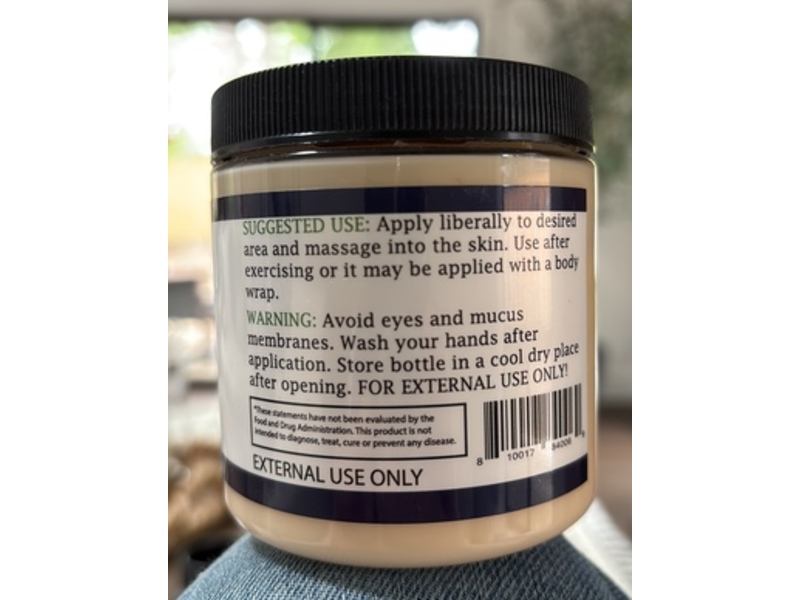 SUGGESTED USE: Apply liberally to desired
area and massage into the skin. Use after
exercising or it may be applied with a body
wrap.
WARNING: Avoid eyes and mucus
membranes. Wash your hands after
application. Store bottle in a cool dry place
after opening. FOR EXTERNAL USE ONLY!
*These statements have not been evaluated by the
Food and Drug Administration. This product is not
intended to diagnose, treat, cure or prevent any disease.
EXTERNAL USE ONLY
8 10017